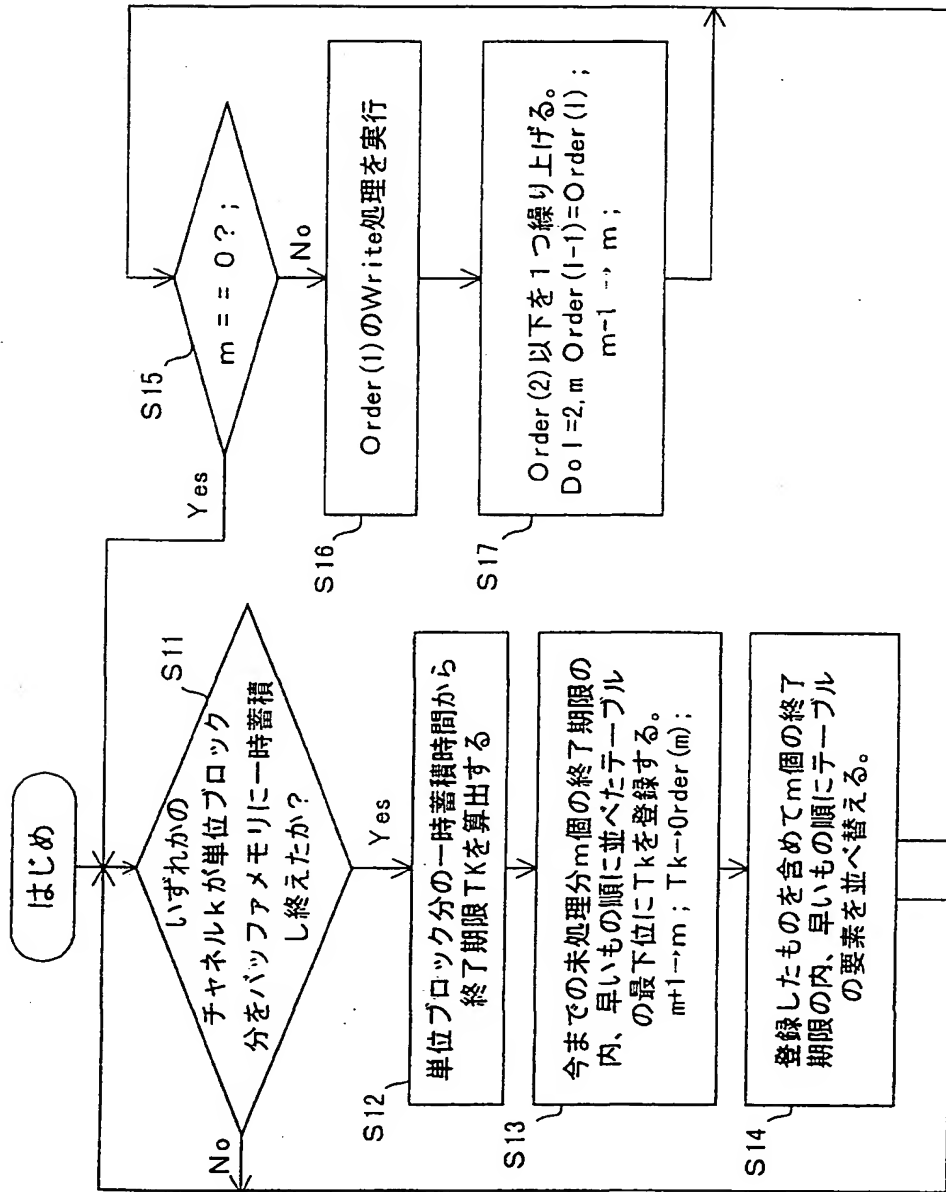 はじめ
S11
いずれかの
チャネルkが単位ブロック
分をバッファメモリに一時蓄積
し終えたか?
No
Yes
S12
単位ブロック分の一時蓄積時間から
終了期限TKを算出する
S13
今までの未処理分m個の終了期限の
内、早いもの順に並べたテーブル
の最下位にTkを登録する。
m+1→m; Tk→Order(m);
S14
登録したものを含めてm個の終了
期限の内、早いもの順にテーブル
の要素を並べ替える。
S15
m==0?;
Yes
No
S16
Order(1)のWrite処理を実行
S17
Order(2)以下を1つ繰り上げる。
Do l=2,m Order(l-1)=Order(l);
m-1→m;